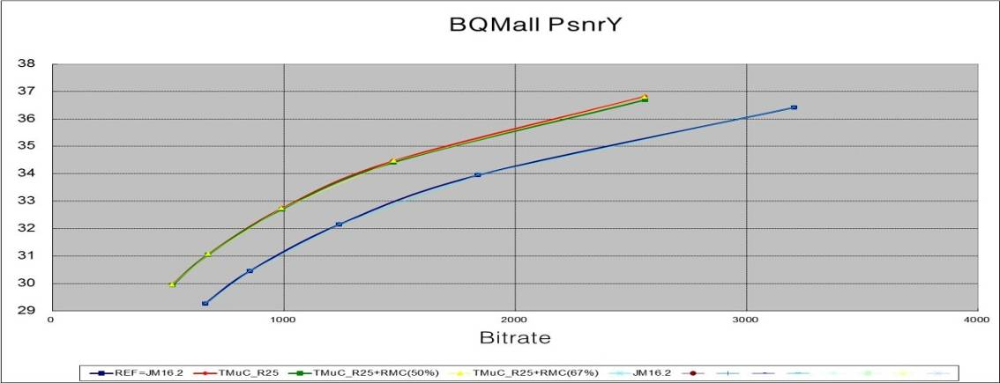 BQMall PsnrY
38
37
36
35
34
33
32
31
30
29
0 1000 2000 3000 4000
Bitrate
REF=JM16.2 TMuC_R25 TMuC_R25+RMC(50%) TMuC_R25+RMC(67%) JM16.2